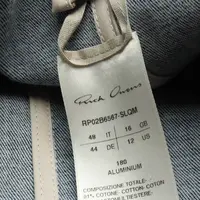 Rick Owens
RP02B6567-SLQM
48 IT 16 GB
44 DE 12 US
180
ALUMINIUM
COMPOSIZIONE TOTALE
COTONE- COTTON- COTON